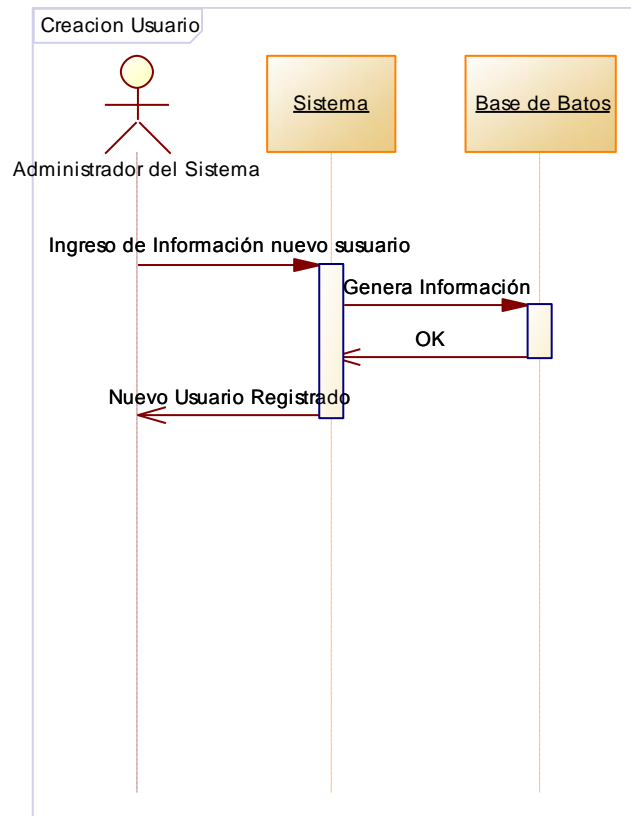 Creacion Usuario
Sistema
Base de Batos
Administrador del Sistema
Ingreso de Información nuevo susuario
Genera Información
OK
Nuevo Usuario Registrado